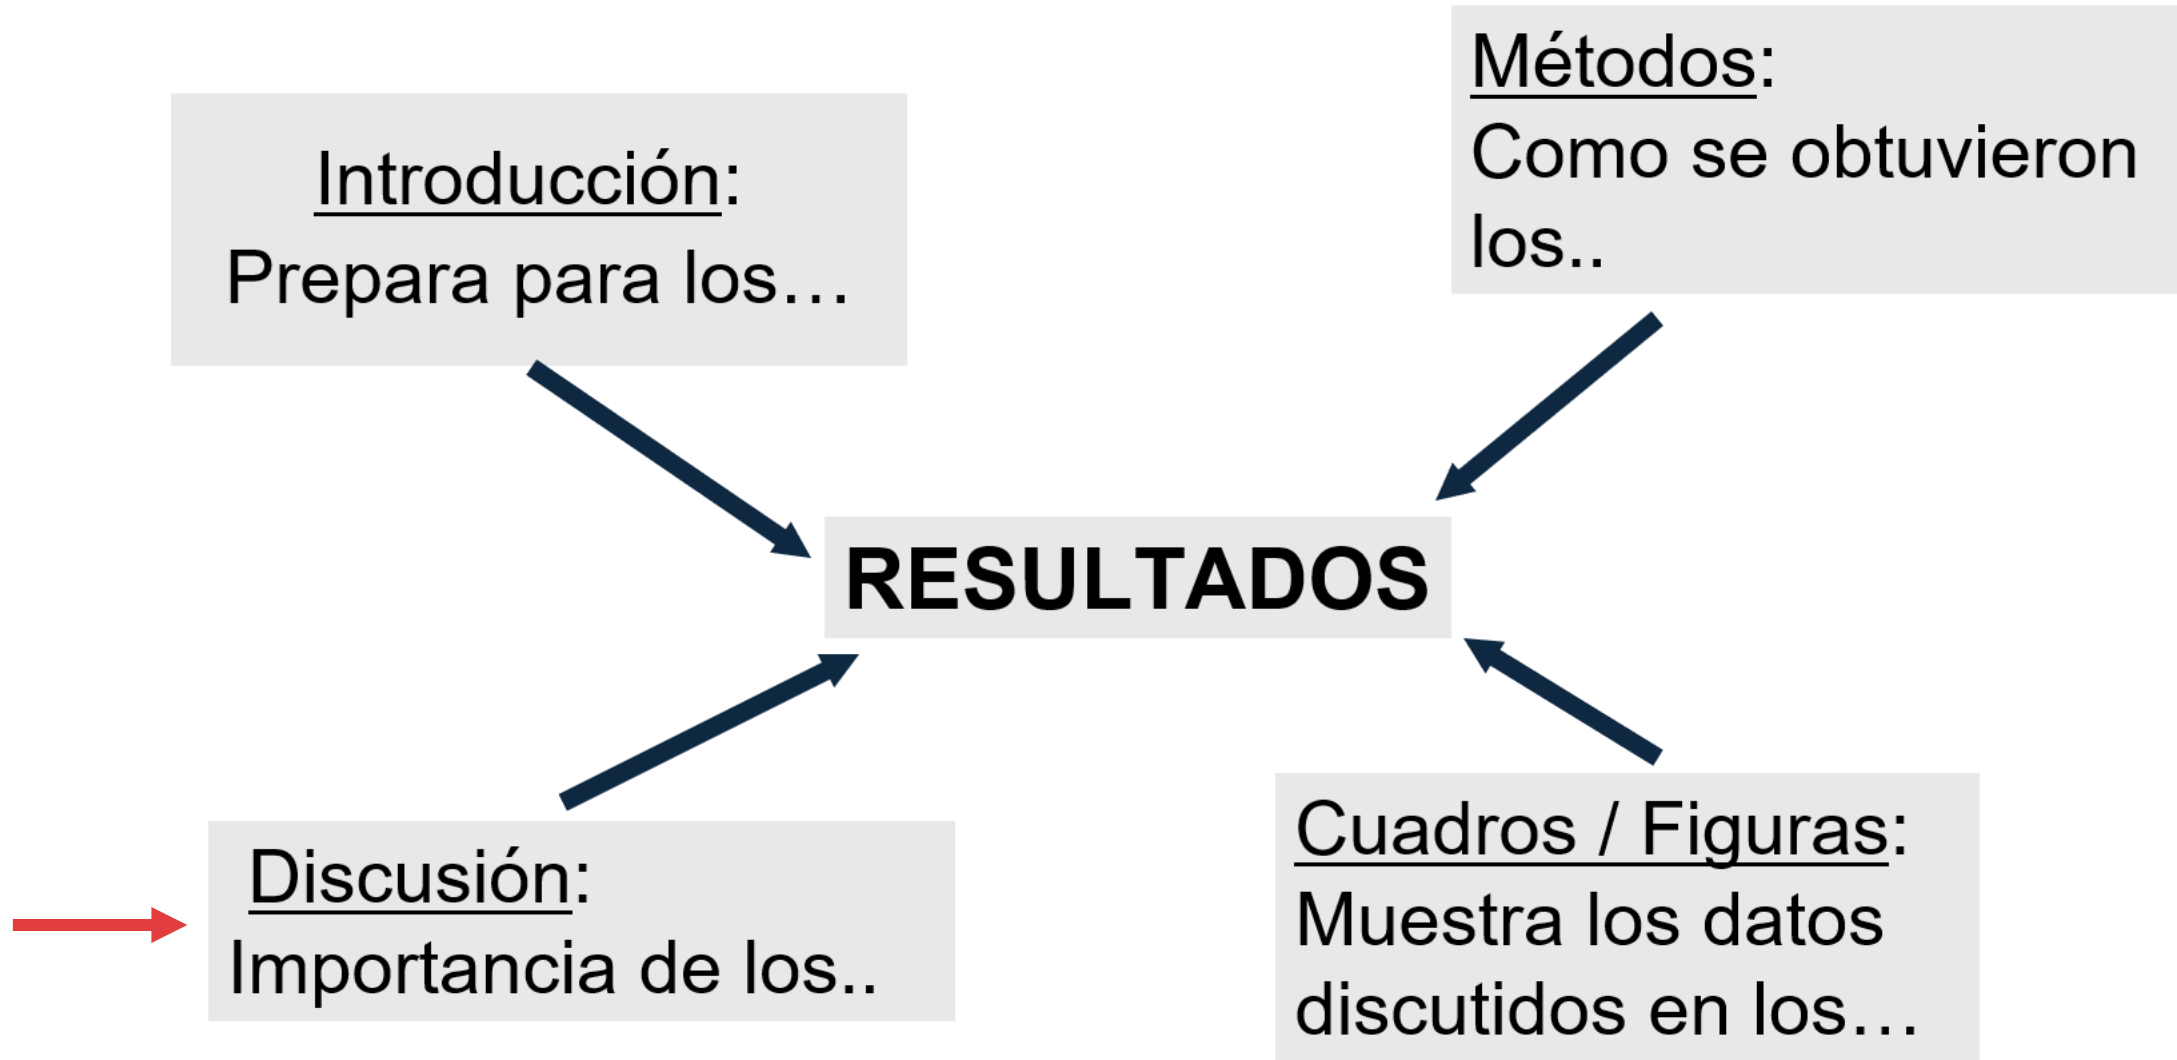 Introducción:
Prepara para los…
Métodos:
Como se obtuvieron
los..
RESULTADOS
Discusión:
Importancia de los..
Cuadros / Figuras:
Muestra los datos
discutidos en los…